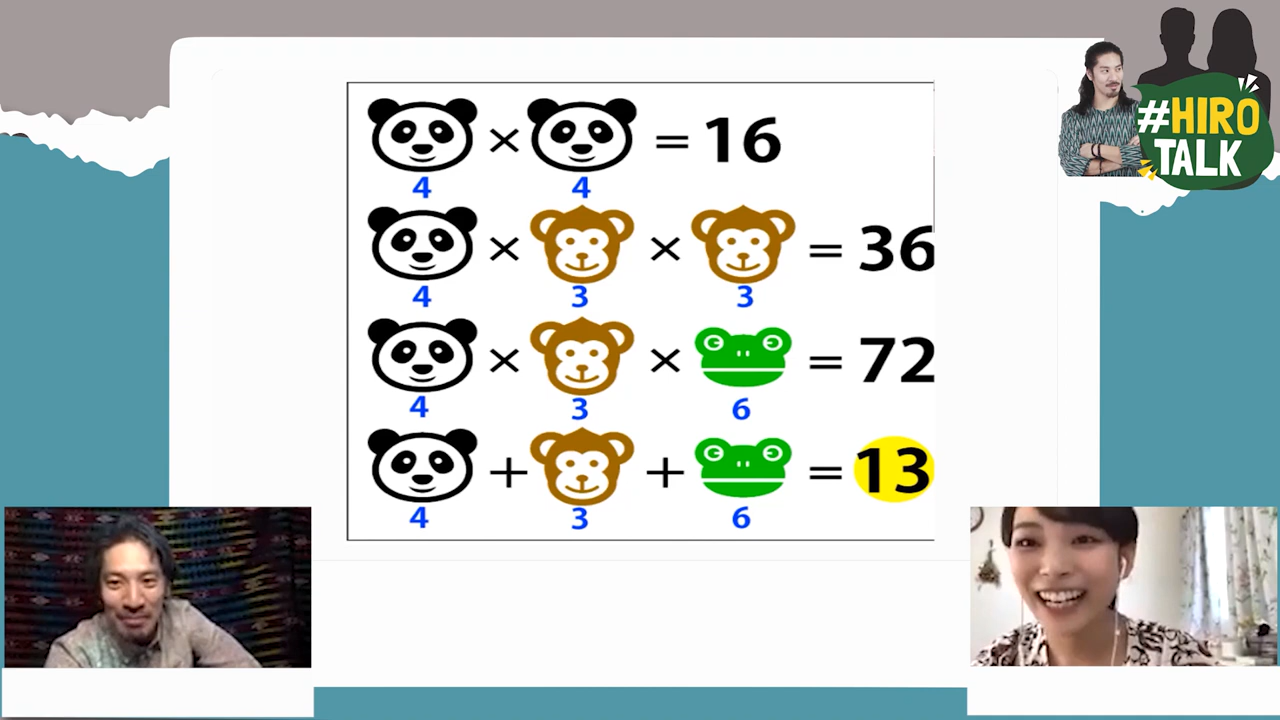 #HIRO
TALK
× = 16
4 4
× × = 36
4 3 3
× × = 72
4 3 6
+ + = 13
4 3 6